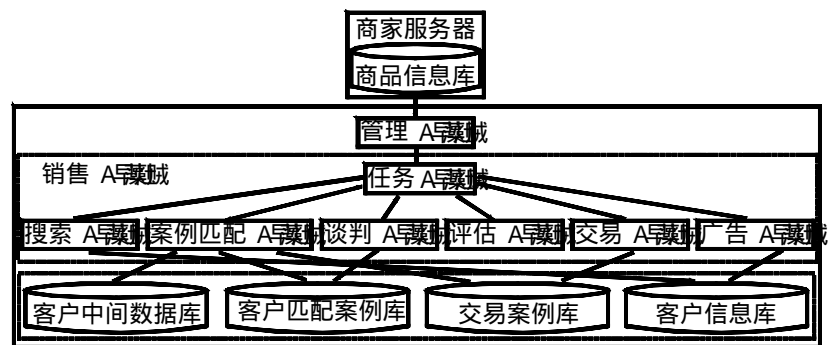 商家服务器
商品信息库
管理 A
销售 A
任务 A
搜索 A 案例匹配 A 谈判 A 评估 A 交易 A 广告 A
客户中间数据库 客户匹配案例库 交易案例库 客户信息库